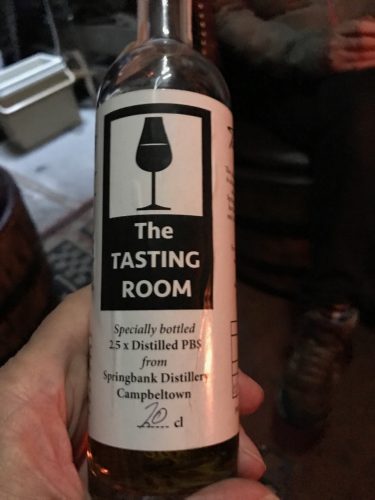 The
TASTING
ROOM
Specially bottled
2.5 x Distilled PBS
from
Springbank Distillery
Campbeltown
20 cl